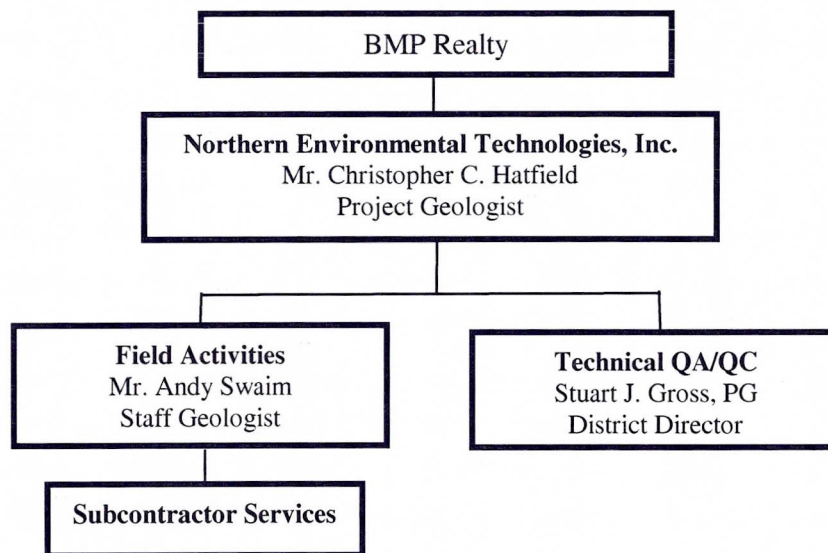 BMP Realty
Northern Environmental Technologies, Inc.
Mr. Christopher C. Hatfield
Project Geologist
Field Activities
Mr. Andy Swaim
Staff Geologist
Technical QA/QC
Stuart J. Gross, PG
District Director
Subcontractor Services